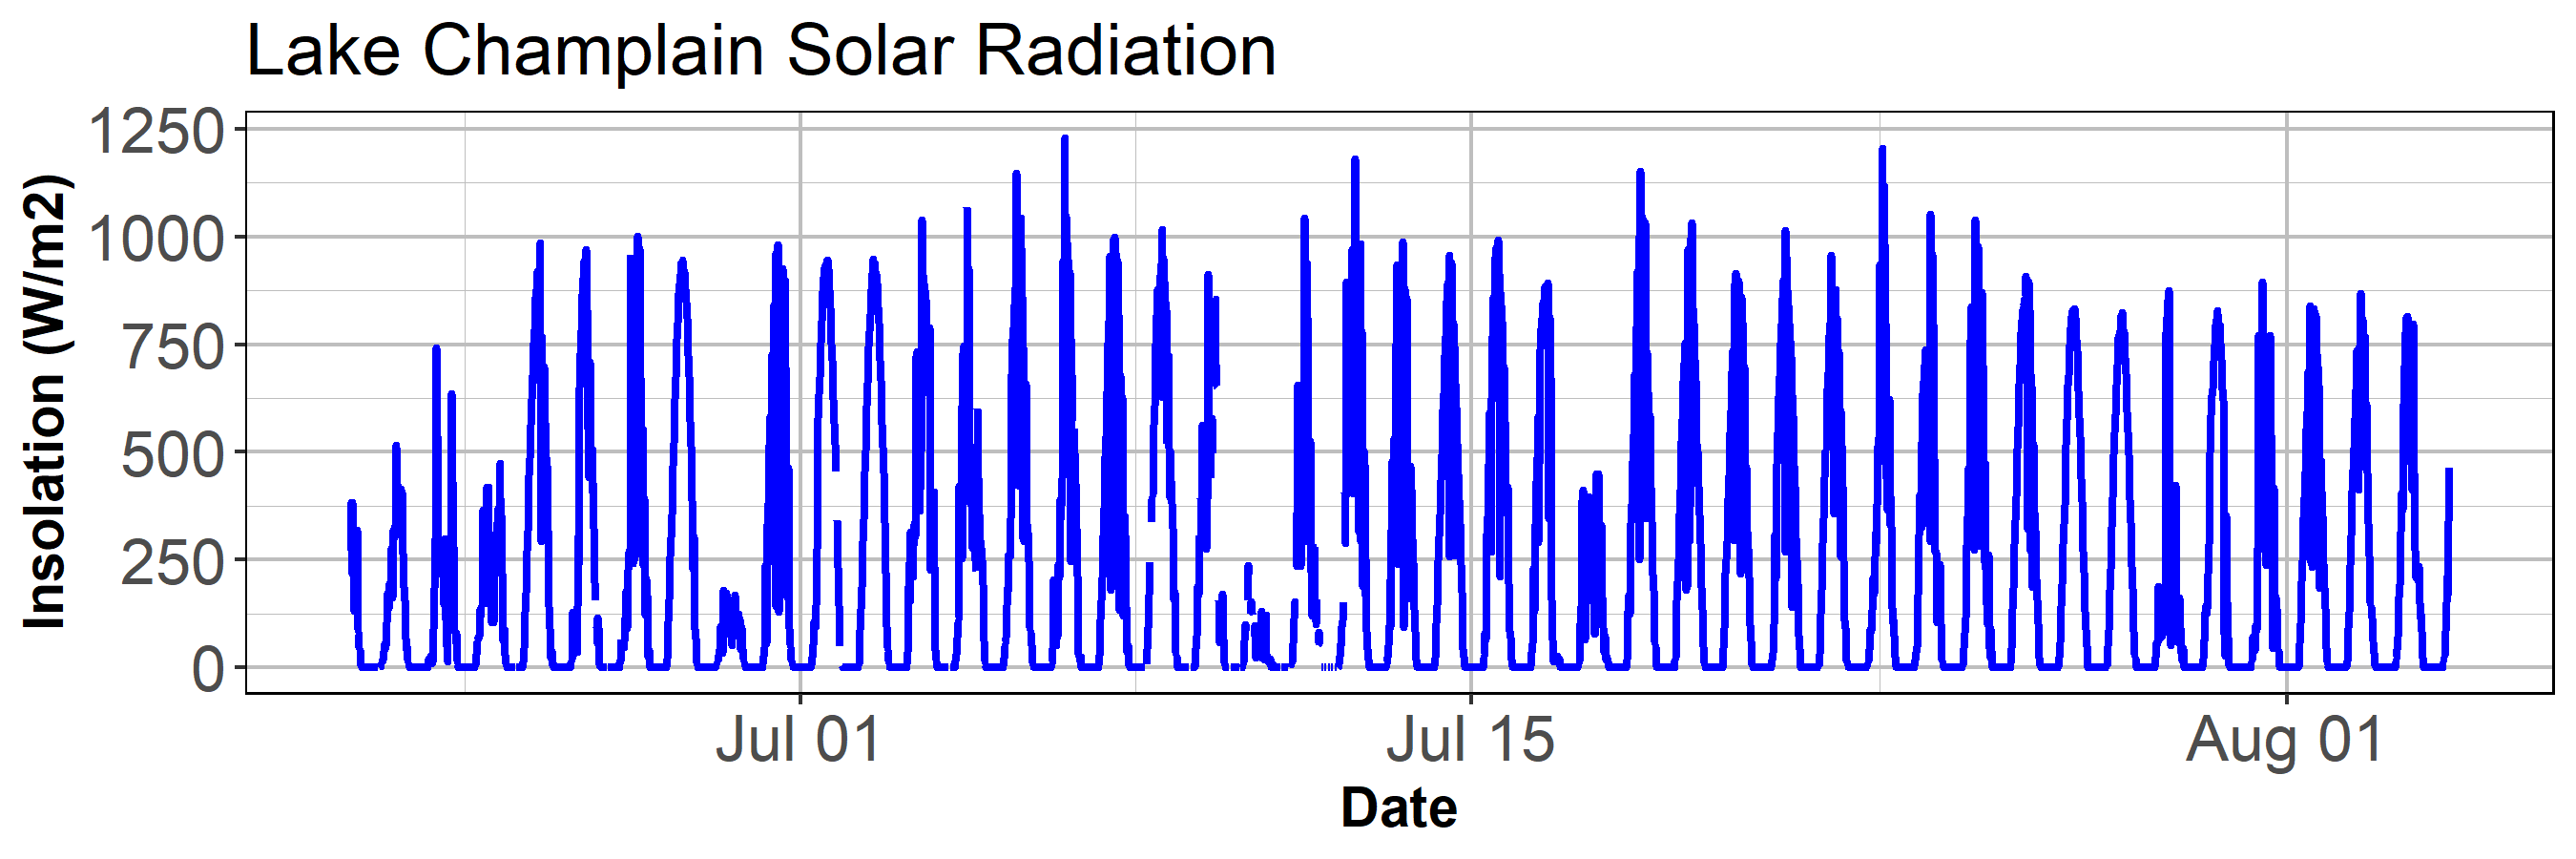 Lake Champlain Solar Radiation
Insolation (W/m2)
1250
1000
750
500
250
0
Jul 01 Jul 15 Aug 01
Date